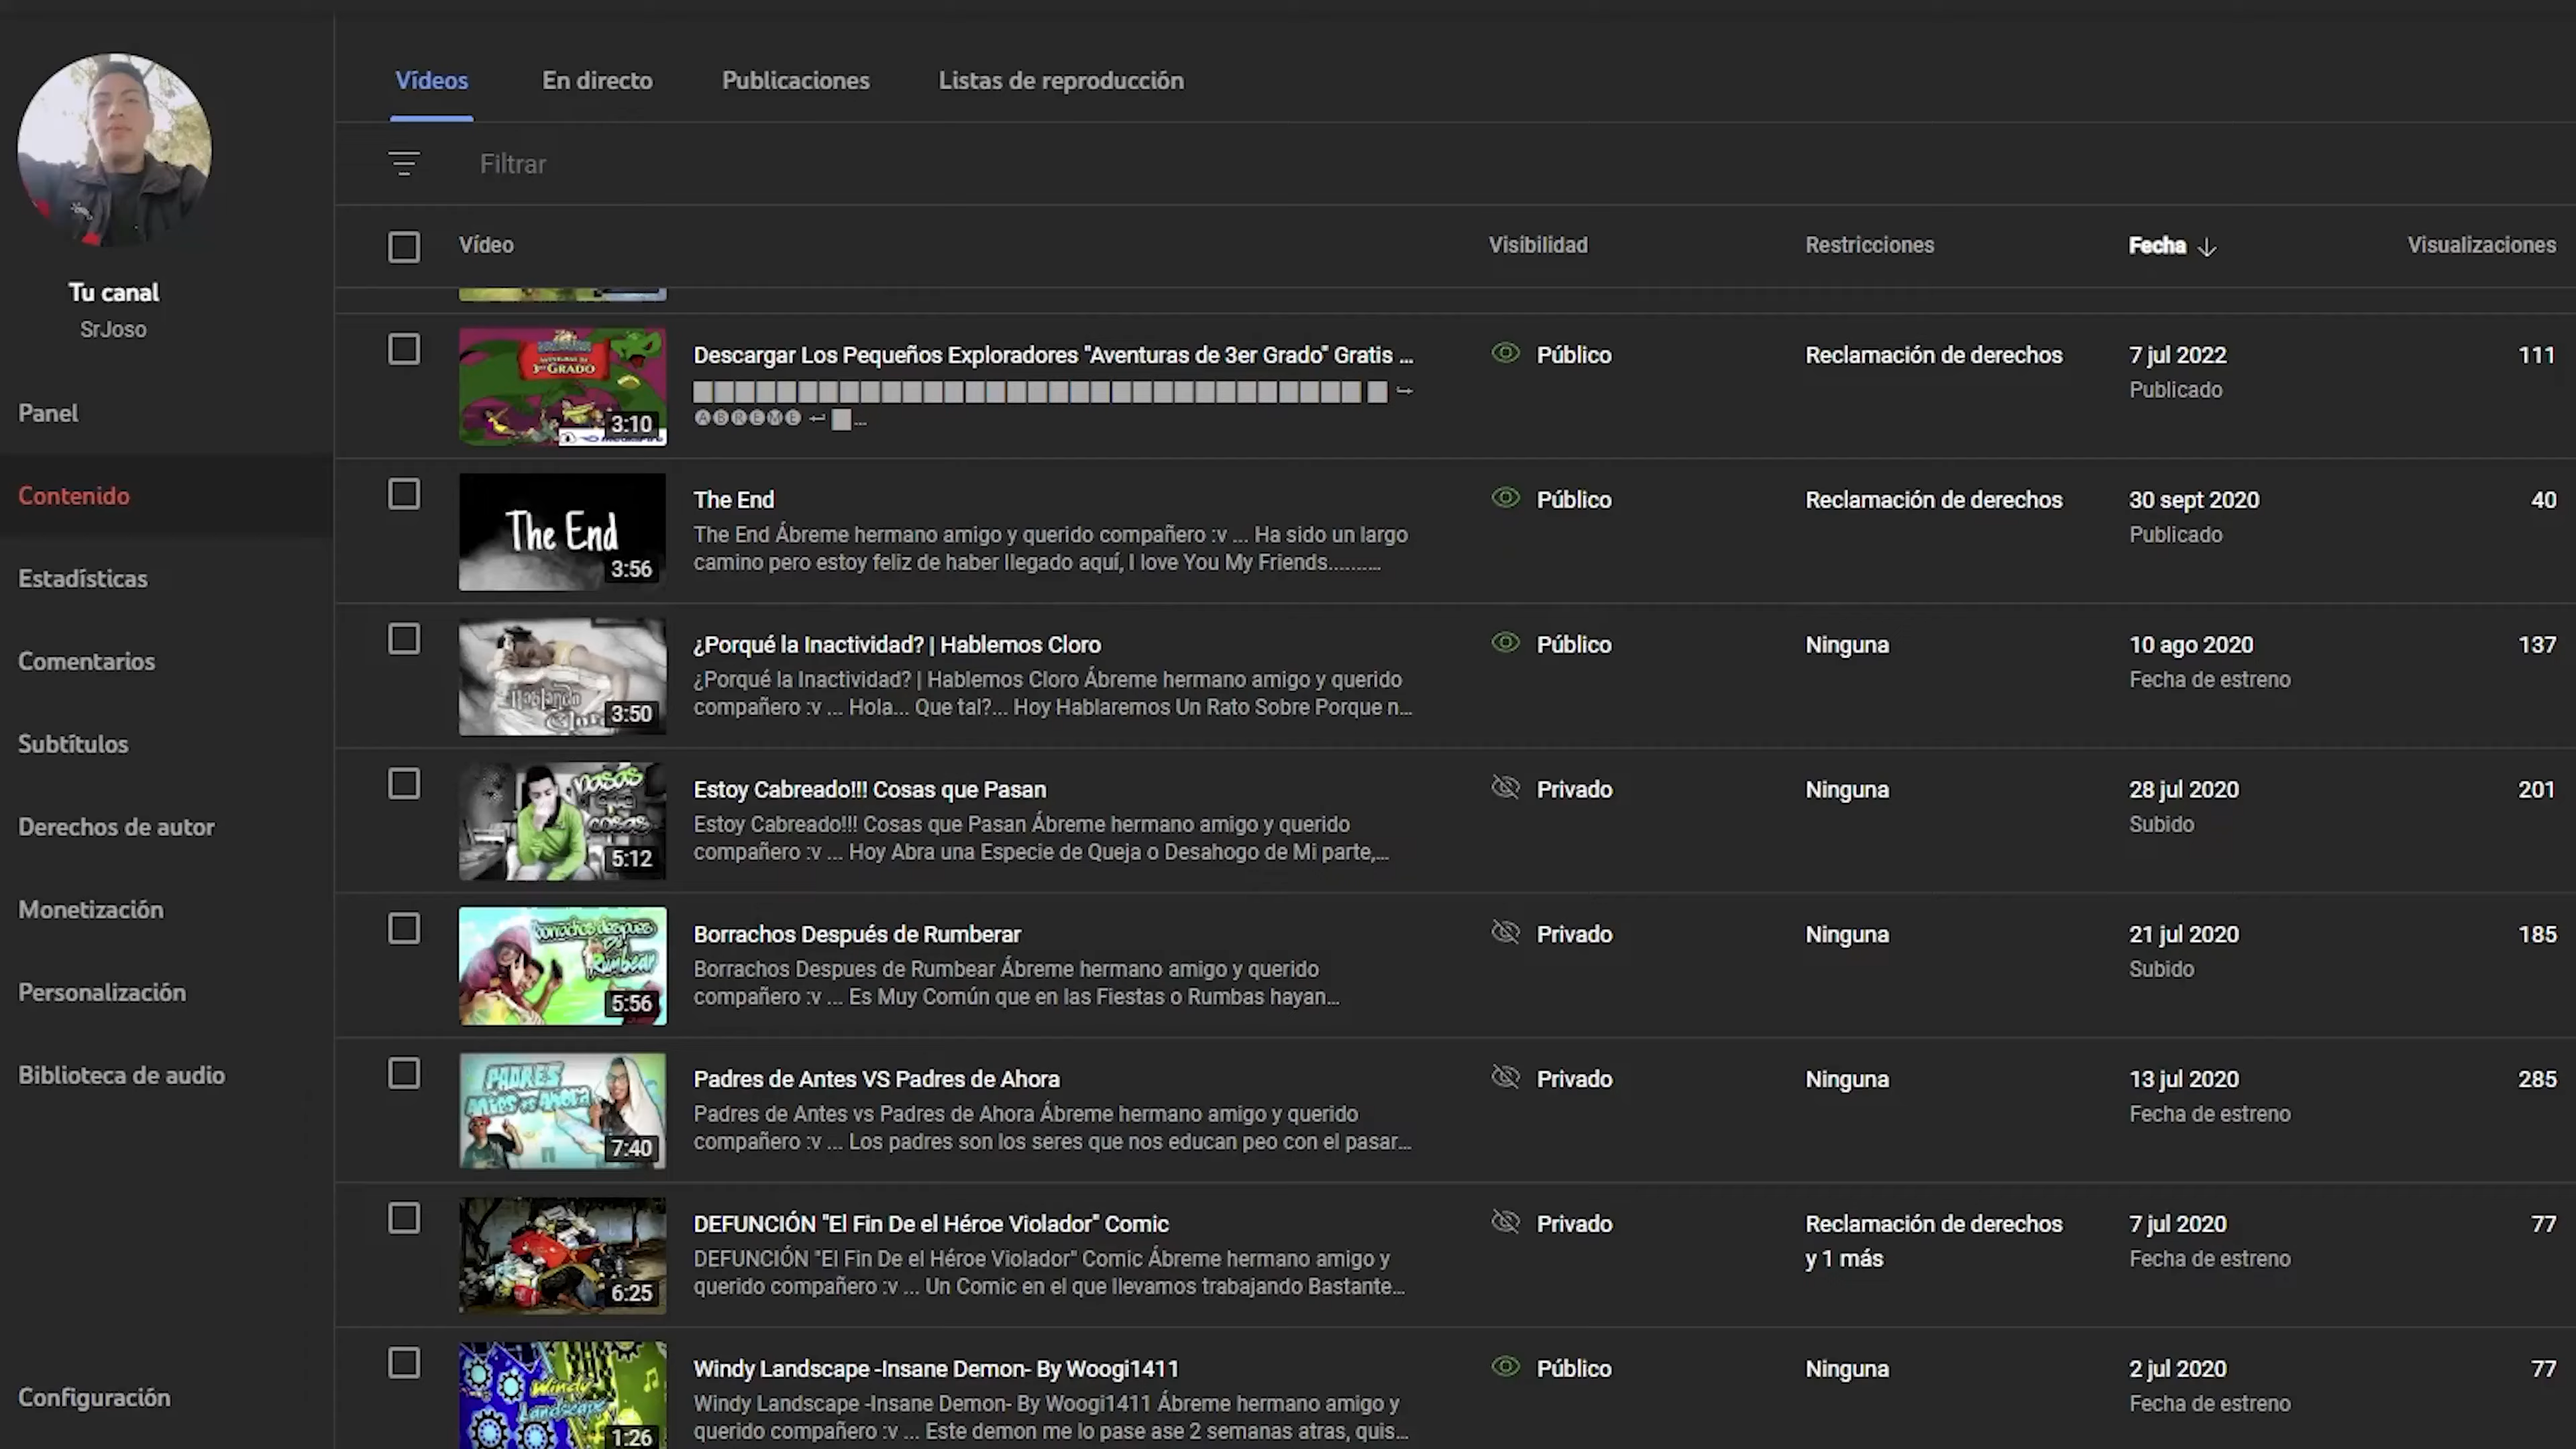 Vídeos En directo Publicaciones Listas de reproducción
Filtrar
Vídeo Visibilidad Restricciones Fecha Visualizaciones
Tu canal
SrJoso
Panel
Contenido
Estadísticas
Comentarios
Subtítulos
Derechos de autor
Monetización
Personalización
Biblioteca de audio
Configuración
3er GRADO
3:10
Descargar Los Pequeños Exploradores "Aventuras de 3er Grado" Gratis ...
ⒶⒷⓇⒺⓂⒺ ↩ ...
Público Reclamación de derechos 7 jul 2022 111
Publicado
The End
3:56
The End
The End Ábreme hermano amigo y querido compañero :v ... Ha sido un largo
camino pero estoy feliz de haber llegado aquí, I love You My Friends.........
Público Reclamación de derechos 30 sept 2020 40
Publicado
Hablando
3:50
¿Porqué la Inactividad? | Hablemos Cloro
¿Porqué la Inactividad? | Hablemos Cloro Ábreme hermano amigo y querido
compañero :v ... Hola... Que tal?... Hoy Hablaremos Un Rato Sobre Porque n...
Público Ninguna 10 ago 2020 137
Fecha de estreno
5:12
Estoy Cabreado!!! Cosas que Pasan
Estoy Cabreado!!! Cosas que Pasan Ábreme hermano amigo y querido
compañero :v ... Hoy Abra una Especie de Queja o Desahogo de Mi parte,...
Privado Ninguna 28 jul 2020 201
Subido
borrachos despues
De
Rumbear
5:56
Borrachos Después de Rumberar
Borrachos Despues de Rumbear Ábreme hermano amigo y querido
compañero :v ... Es Muy Común que en las Fiestas o Rumbas hayan...
Privado Ninguna 21 jul 2020 185
Subido
PADRES
Antes vs Ahora
7:40
Padres de Antes VS Padres de Ahora
Padres de Antes vs Padres de Ahora Ábreme hermano amigo y querido
compañero :v ... Los padres son los seres que nos educan peo con el pasar...
Privado Ninguna 13 jul 2020 285
Fecha de estreno
6:25
DEFUNCIÓN "El Fin De el Héroe Violador" Comic
DEFUNCIÓN "El Fin De el Héroe Violador" Comic Ábreme hermano amigo y
querido compañero :v ... Un Comic en el que llevamos trabajando Bastante...
Privado Reclamación de derechos 7 jul 2020 77
y 1 más Fecha de estreno
Windy
Landscape
1:26
Windy Landscape -Insane Demon- By Woogi1411
Windy Landscape -Insane Demon- By Woogi1411 Ábreme hermano amigo y
querido compañero :v ... Este demon me lo pase ase 2 semanas atras, quis...
Público Ninguna 2 jul 2020 77
Fecha de estreno